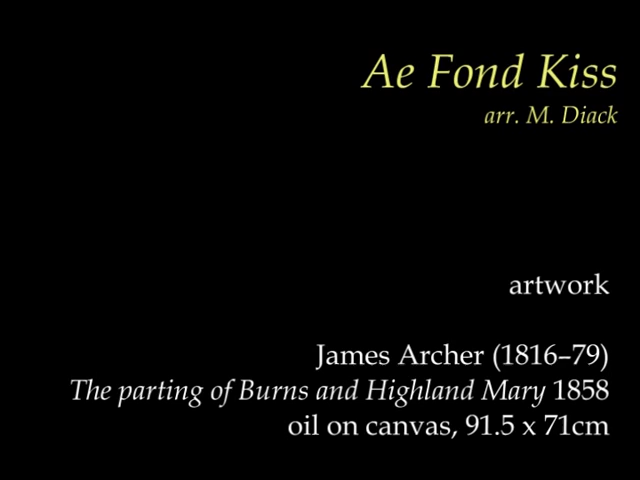 Ae Fond Kiss
arr. M. Diack
artwork
James Archer (1816–79)
The parting of Burns and Highland Mary 1858
oil on canvas, 91.5 x 71cm